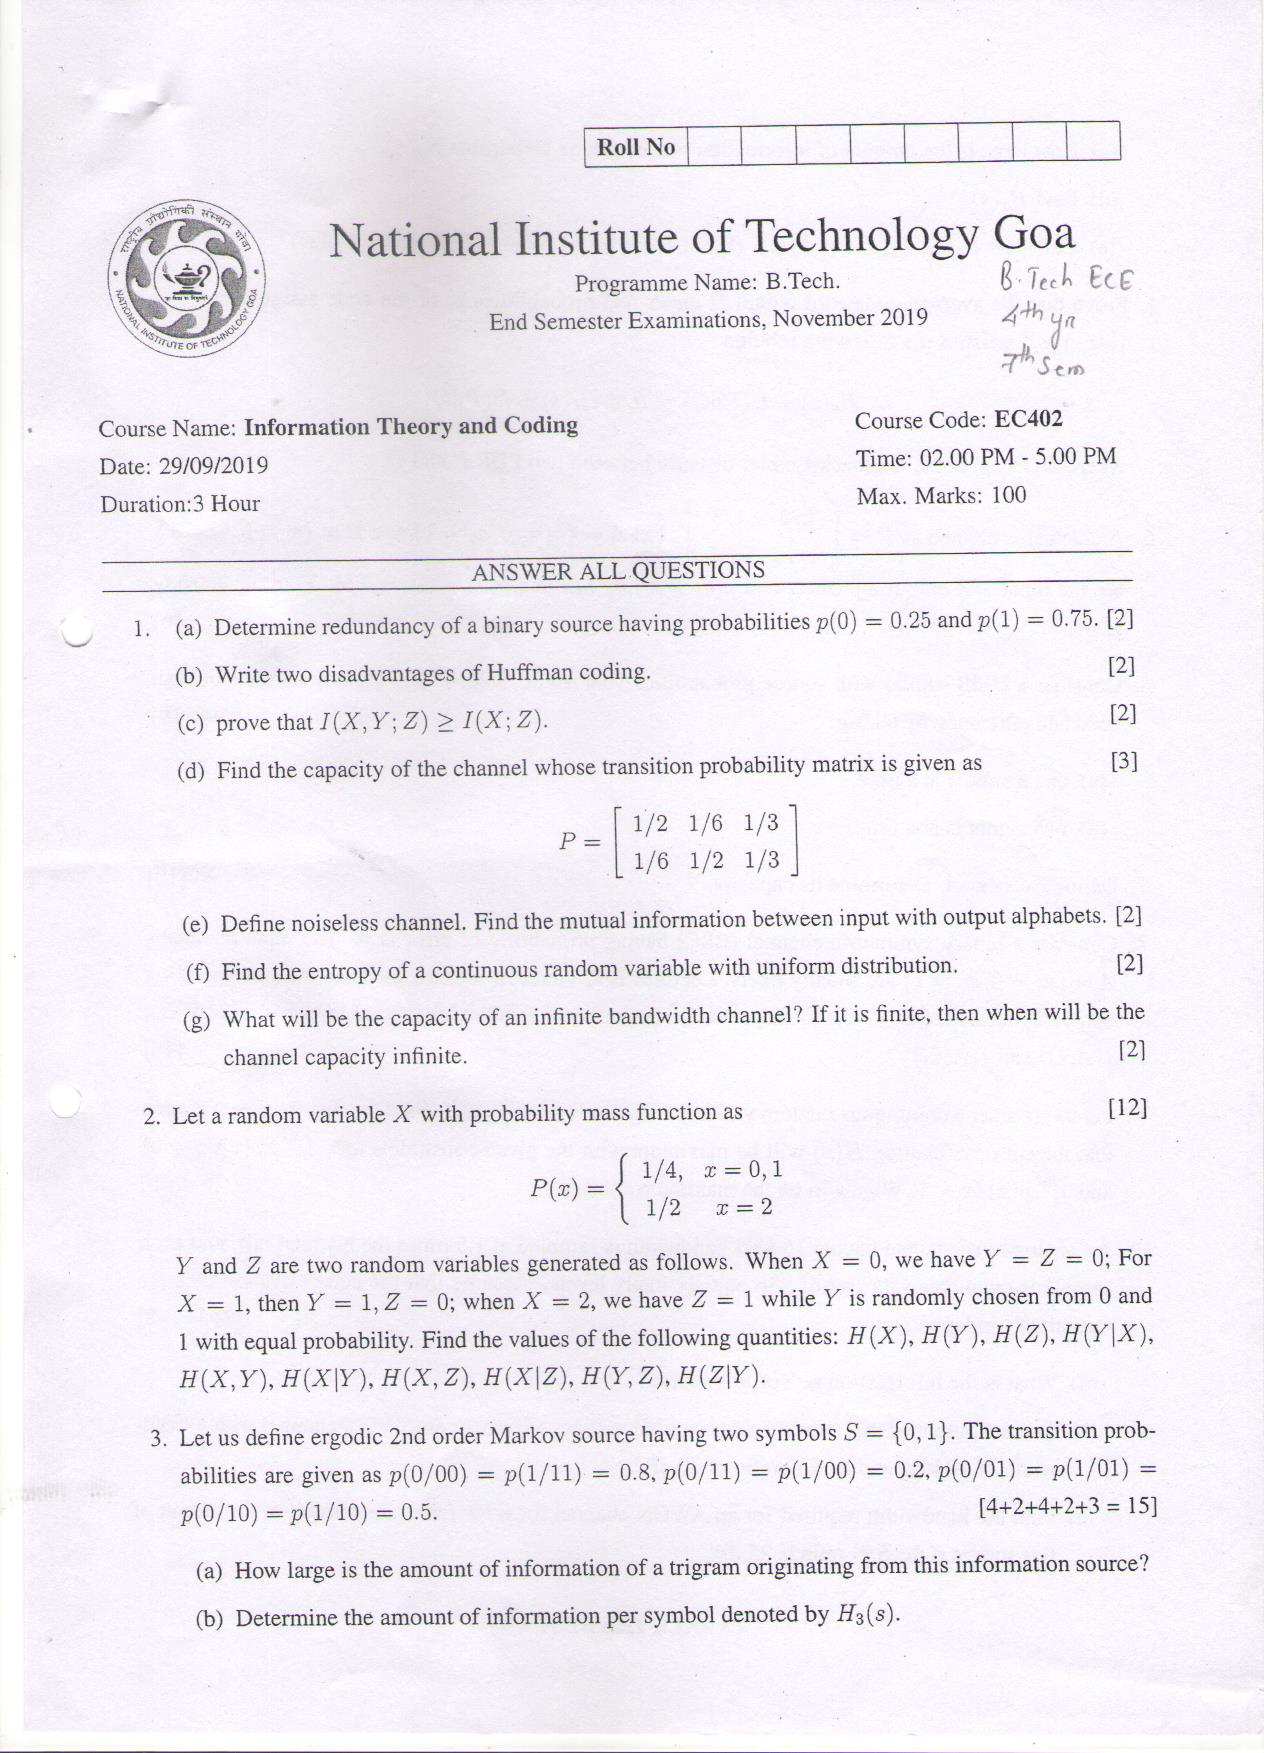 Roll No
राष्ट्रीय प्रौद्योगिकी संस्थान गोवा
NATIONAL INSTITUTE OF TECHNOLOGY GOA
National Institute of Technology Goa
Programme Name: B.Tech.
End Semester Examinations, November 2019
B.Tech ECE
4th yr
7th Sem
Course Name: Information Theory and Coding
Course Code: EC402
Date: 29/09/2019
Time: 02.00 PM - 5.00 PM
Duration:3 Hour
Max. Marks: 100
ANSWER ALL QUESTIONS
1. (a) Determine redundancy of a binary source having probabilities p(0) = 0.25 and p(1) = 0.75. [2]
(b) Write two disadvantages of Huffman coding. [2]
(c) prove that I(X, Y; Z) ≥ I(X; Z). [2]
(d) Find the capacity of the channel whose transition probability matrix is given as [3]
P = [ 1/2 1/6 1/3
1/6 1/2 1/3 ]
(e) Define noiseless channel. Find the mutual information between input with output alphabets. [2]
(f) Find the entropy of a continuous random variable with uniform distribution. [2]
(g) What will be the capacity of an infinite bandwidth channel? If it is finite, then when will be the
channel capacity infinite. [2]
2. Let a random variable X with probability mass function as [12]
P(x) = { 1/4, x = 0, 1
1/2 x = 2
Y and Z are two random variables generated as follows. When X = 0, we have Y = Z = 0; For
X = 1, then Y = 1, Z = 0; when X = 2, we have Z = 1 while Y is randomly chosen from 0 and
1 with equal probability. Find the values of the following quantities: H(X), H(Y), H(Z), H(Y|X),
H(X, Y), H(X|Y), H(X, Z), H(X|Z), H(Y, Z), H(Z|Y).
3. Let us define ergodic 2nd order Markov source having two symbols S = {0, 1}. The transition prob-
abilities are given as p(0/00) = p(1/11) = 0.8, p(0/11) = p(1/00) = 0.2, p(0/01) = p(1/01) =
p(0/10) = p(1/10) = 0.5. [4+2+4+2+3 = 15]
(a) How large is the amount of information of a trigram originating from this information source?
(b) Determine the amount of information per symbol denoted by H₃(s).